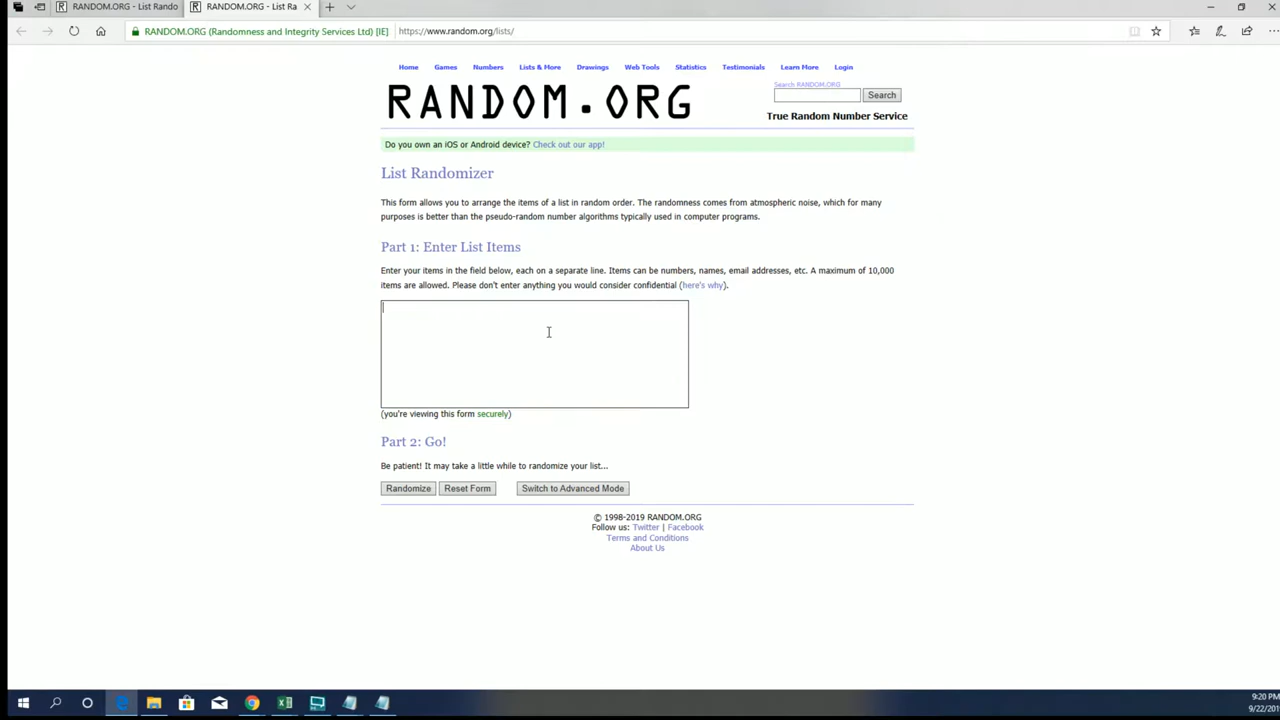 RANDOM.ORG - List Rando
RANDOM.ORG - List Ra
RANDOM.ORG (Randomness and Integrity Services Ltd) [IE]
https://www.random.org/lists/
Home Games Numbers Lists & More Drawings Web Tools Statistics Testimonials Learn More Login
RANDOM.ORG
Search RANDOM.ORG
Search
True Random Number Service
Do you own an iOS or Android device? Check out our app!
List Randomizer
This form allows you to arrange the items of a list in random order. The randomness comes from atmospheric noise, which for many
purposes is better than the pseudo-random number algorithms typically used in computer programs.
Part 1: Enter List Items
Enter your items in the field below, each on a separate line. Items can be numbers, names, email addresses, etc. A maximum of 10,000
items are allowed. Please don't enter anything you would consider confidential (here's why).
(you're viewing this form securely)
Part 2: Go!
Be patient! It may take a little while to randomize your list...
Randomize Reset Form Switch to Advanced Mode
© 1998-2019 RANDOM.ORG
Follow us: Twitter | Facebook
Terms and Conditions
About Us
9:20 PM
9/22/201